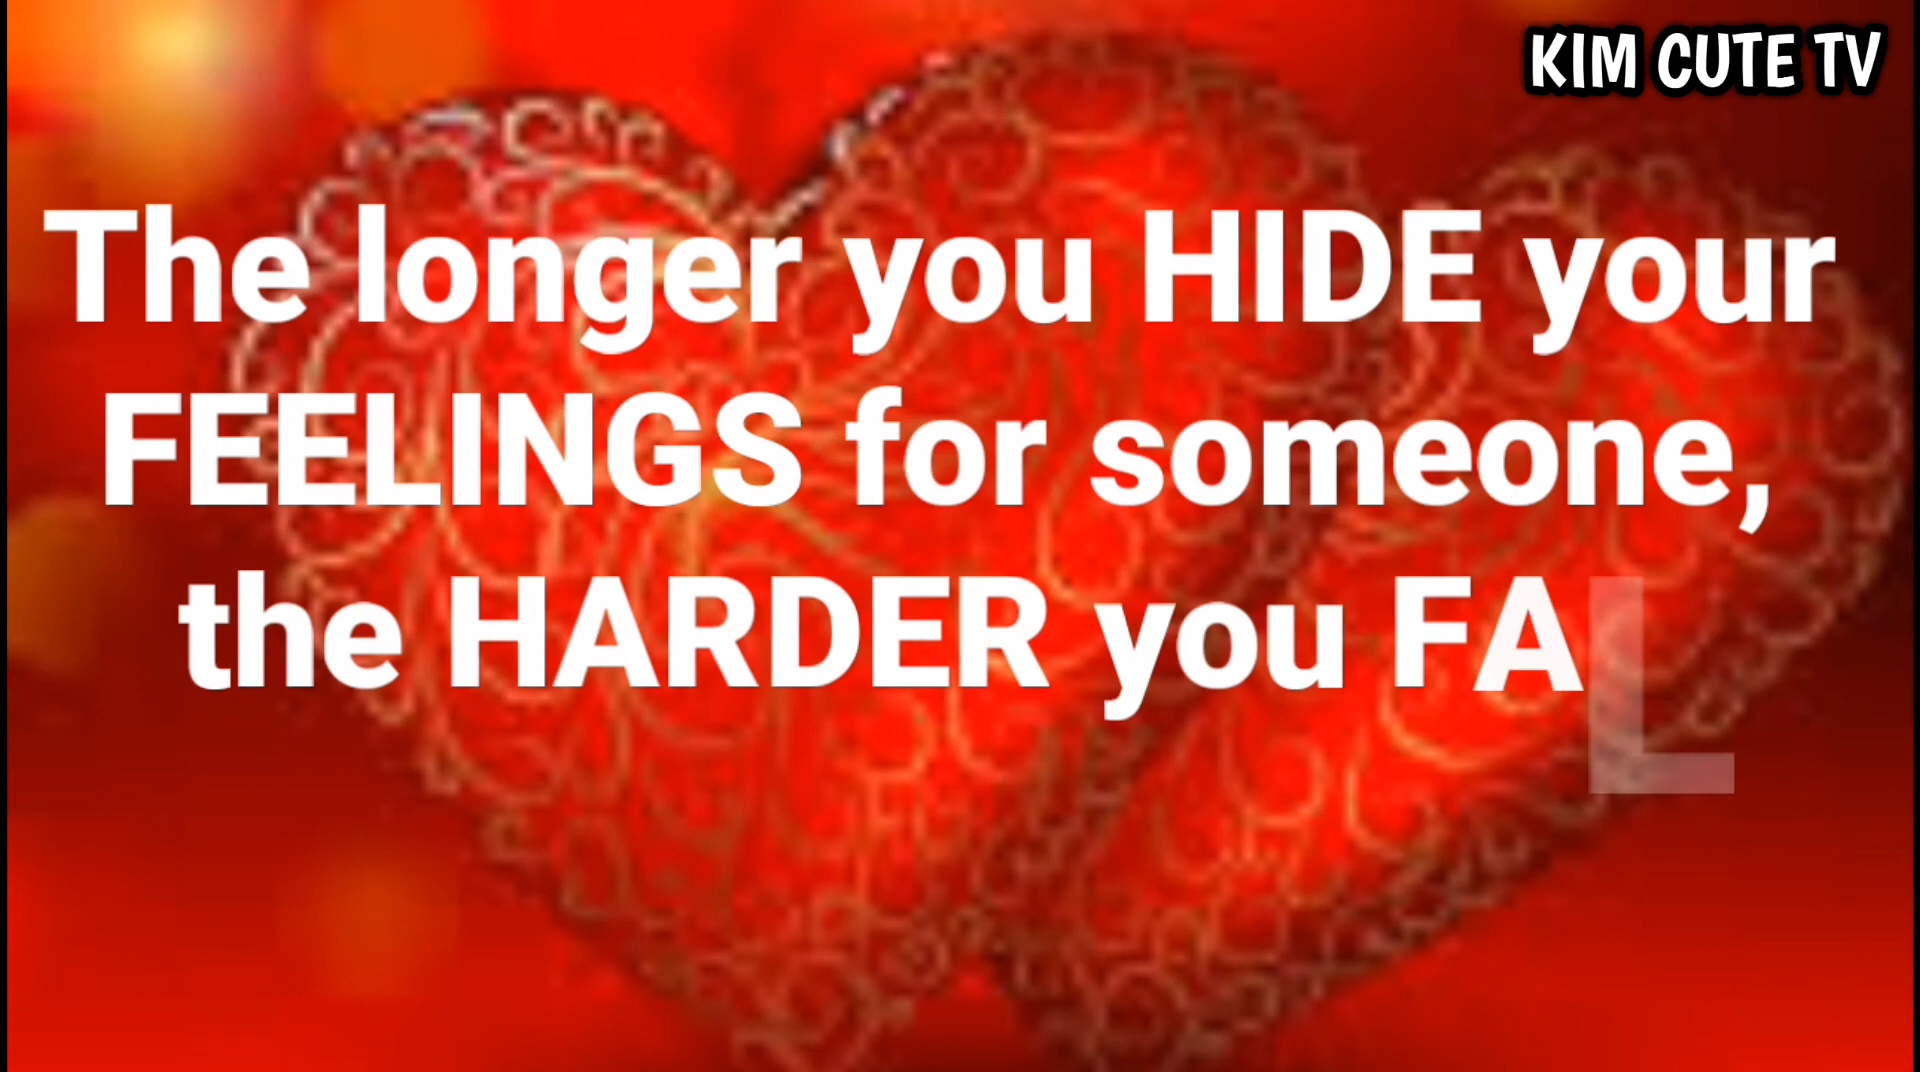 KIM CUTE TV
The longer you HIDE your
FEELINGS for someone,
the HARDER you FAL